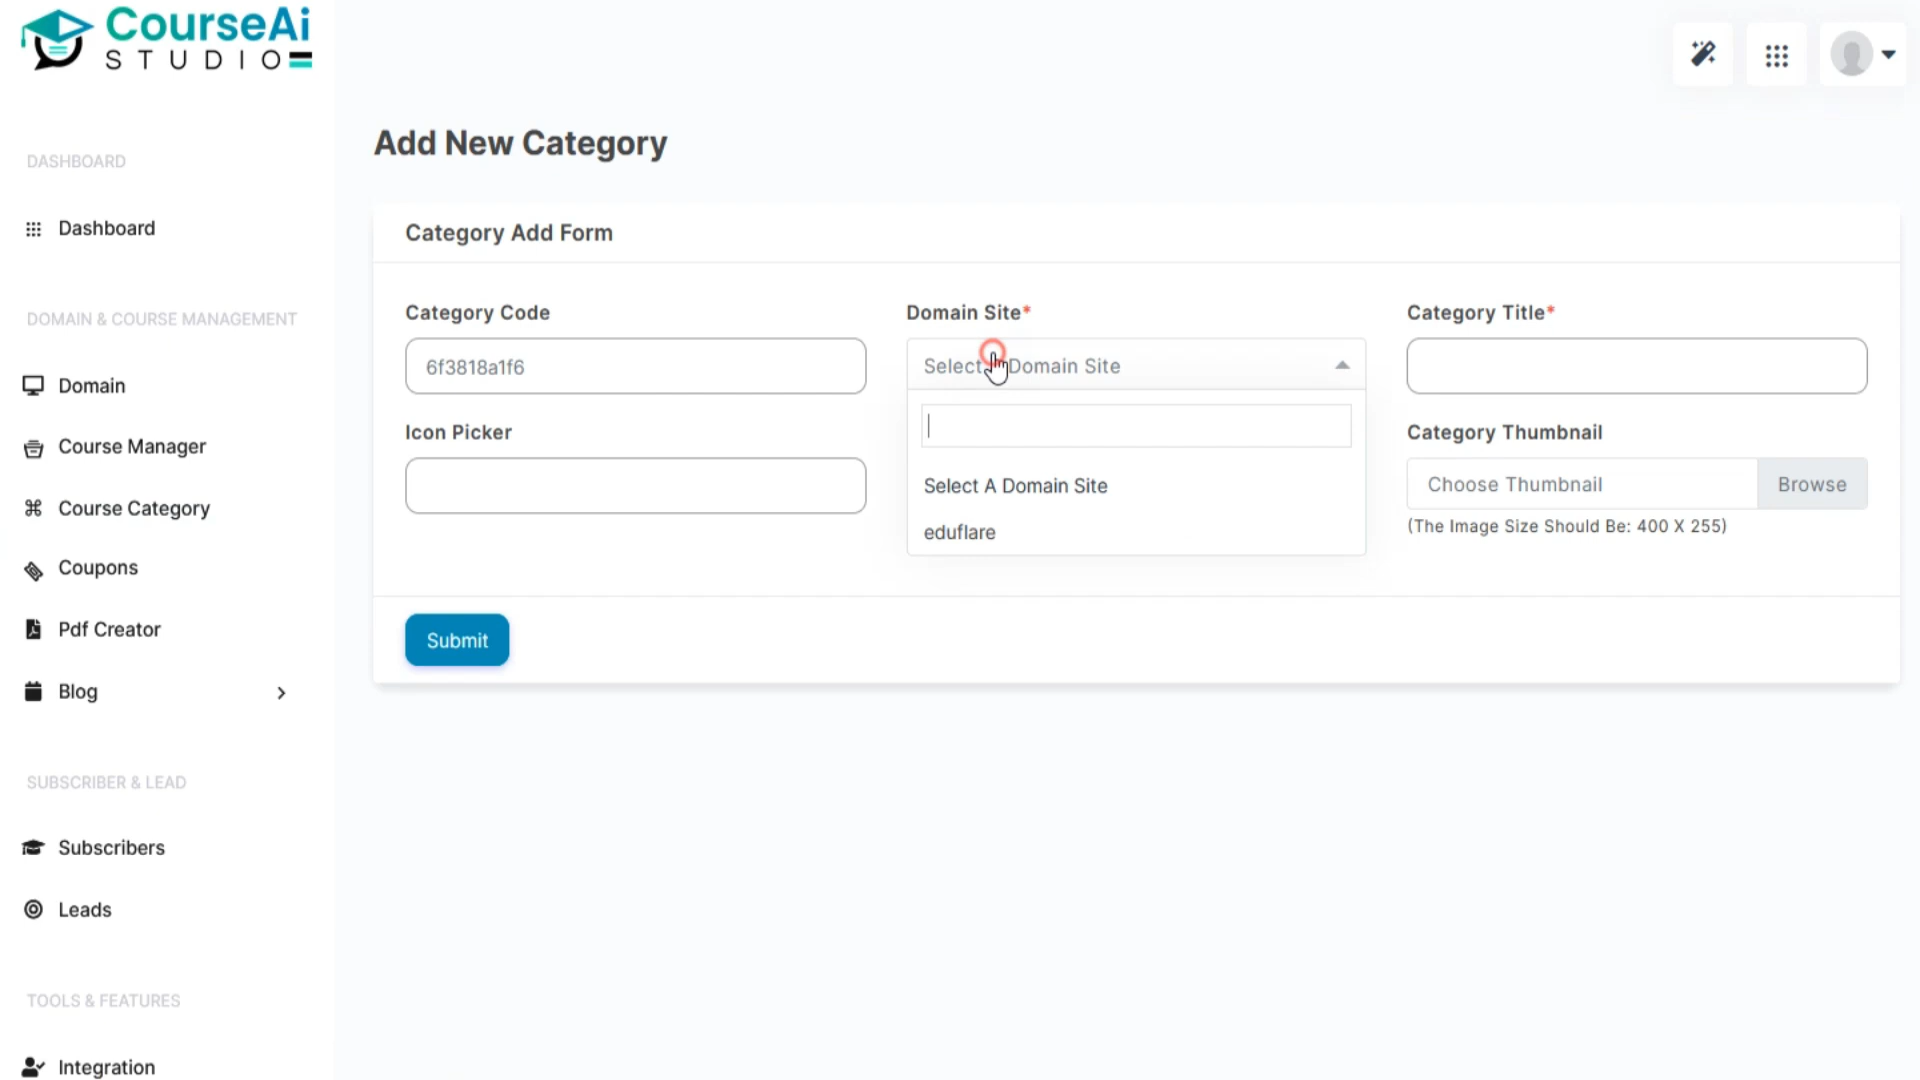 CourseAi
STUDIO
Add New Category
DASHBOARD
Category Add Form
Dashboard
DOMAIN & COURSE MANAGEMENT
Category Code
Domain Site*
Category Title*
6f3818a1f6
Select Domain Site
Domain
Icon Picker
Category Thumbnail
Course Manager
Select A Domain Site
Choose Thumbnail
Browse
Course Category
(The Image Size Should Be: 400 X 255)
eduflare
Coupons
Pdf Creator
Submit
Blog
SUBSCRIBER & LEAD
Subscribers
Leads
TOOLS & FEATURES
Integration